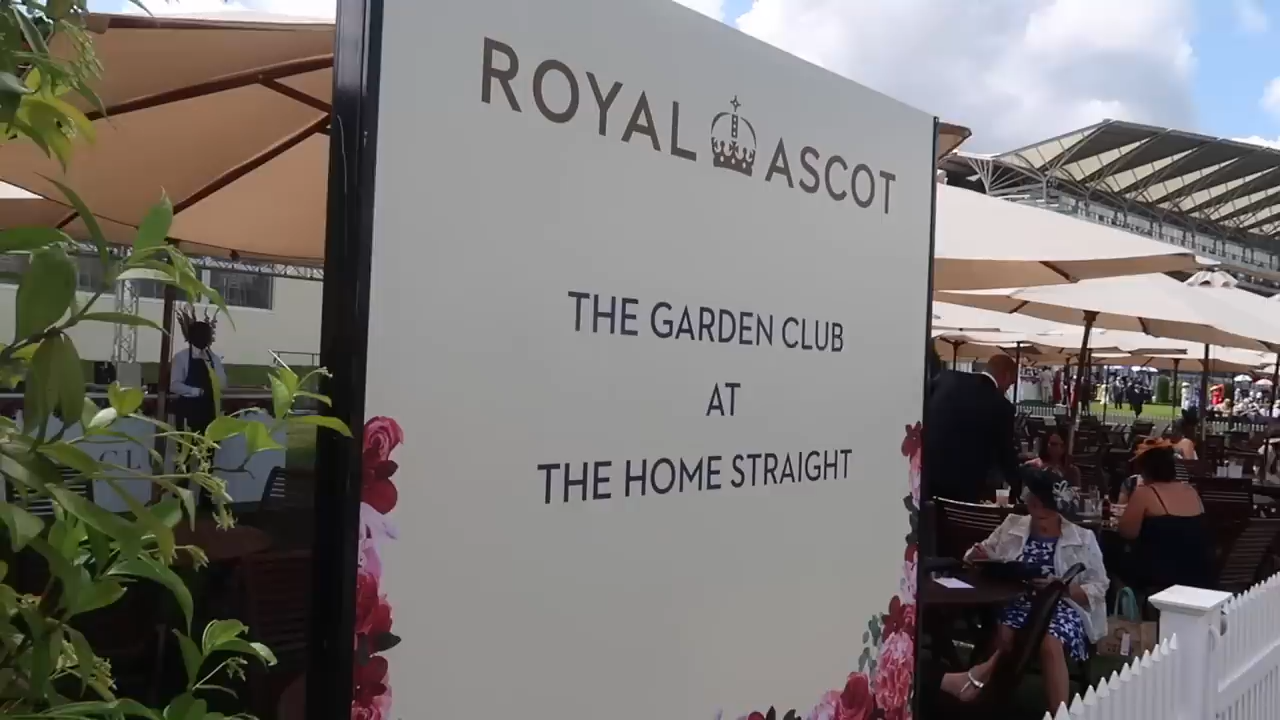 ROYAL ASCOT
THE GARDEN CLUB
AT
THE HOME STRAIGHT